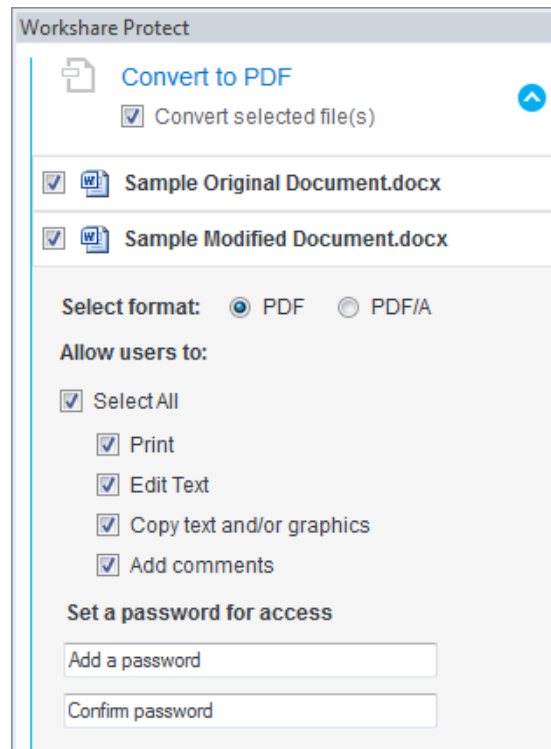 Workshare Protect
Convert to PDF
Convert selected file(s)
Sample Original Document.docx
Sample Modified Document.docx
Select format: PDF PDF/A
Allow users to:
Select All
Print
Edit Text
Copy text and/or graphics
Add comments
Set a password for access
Add a password
Confirm password